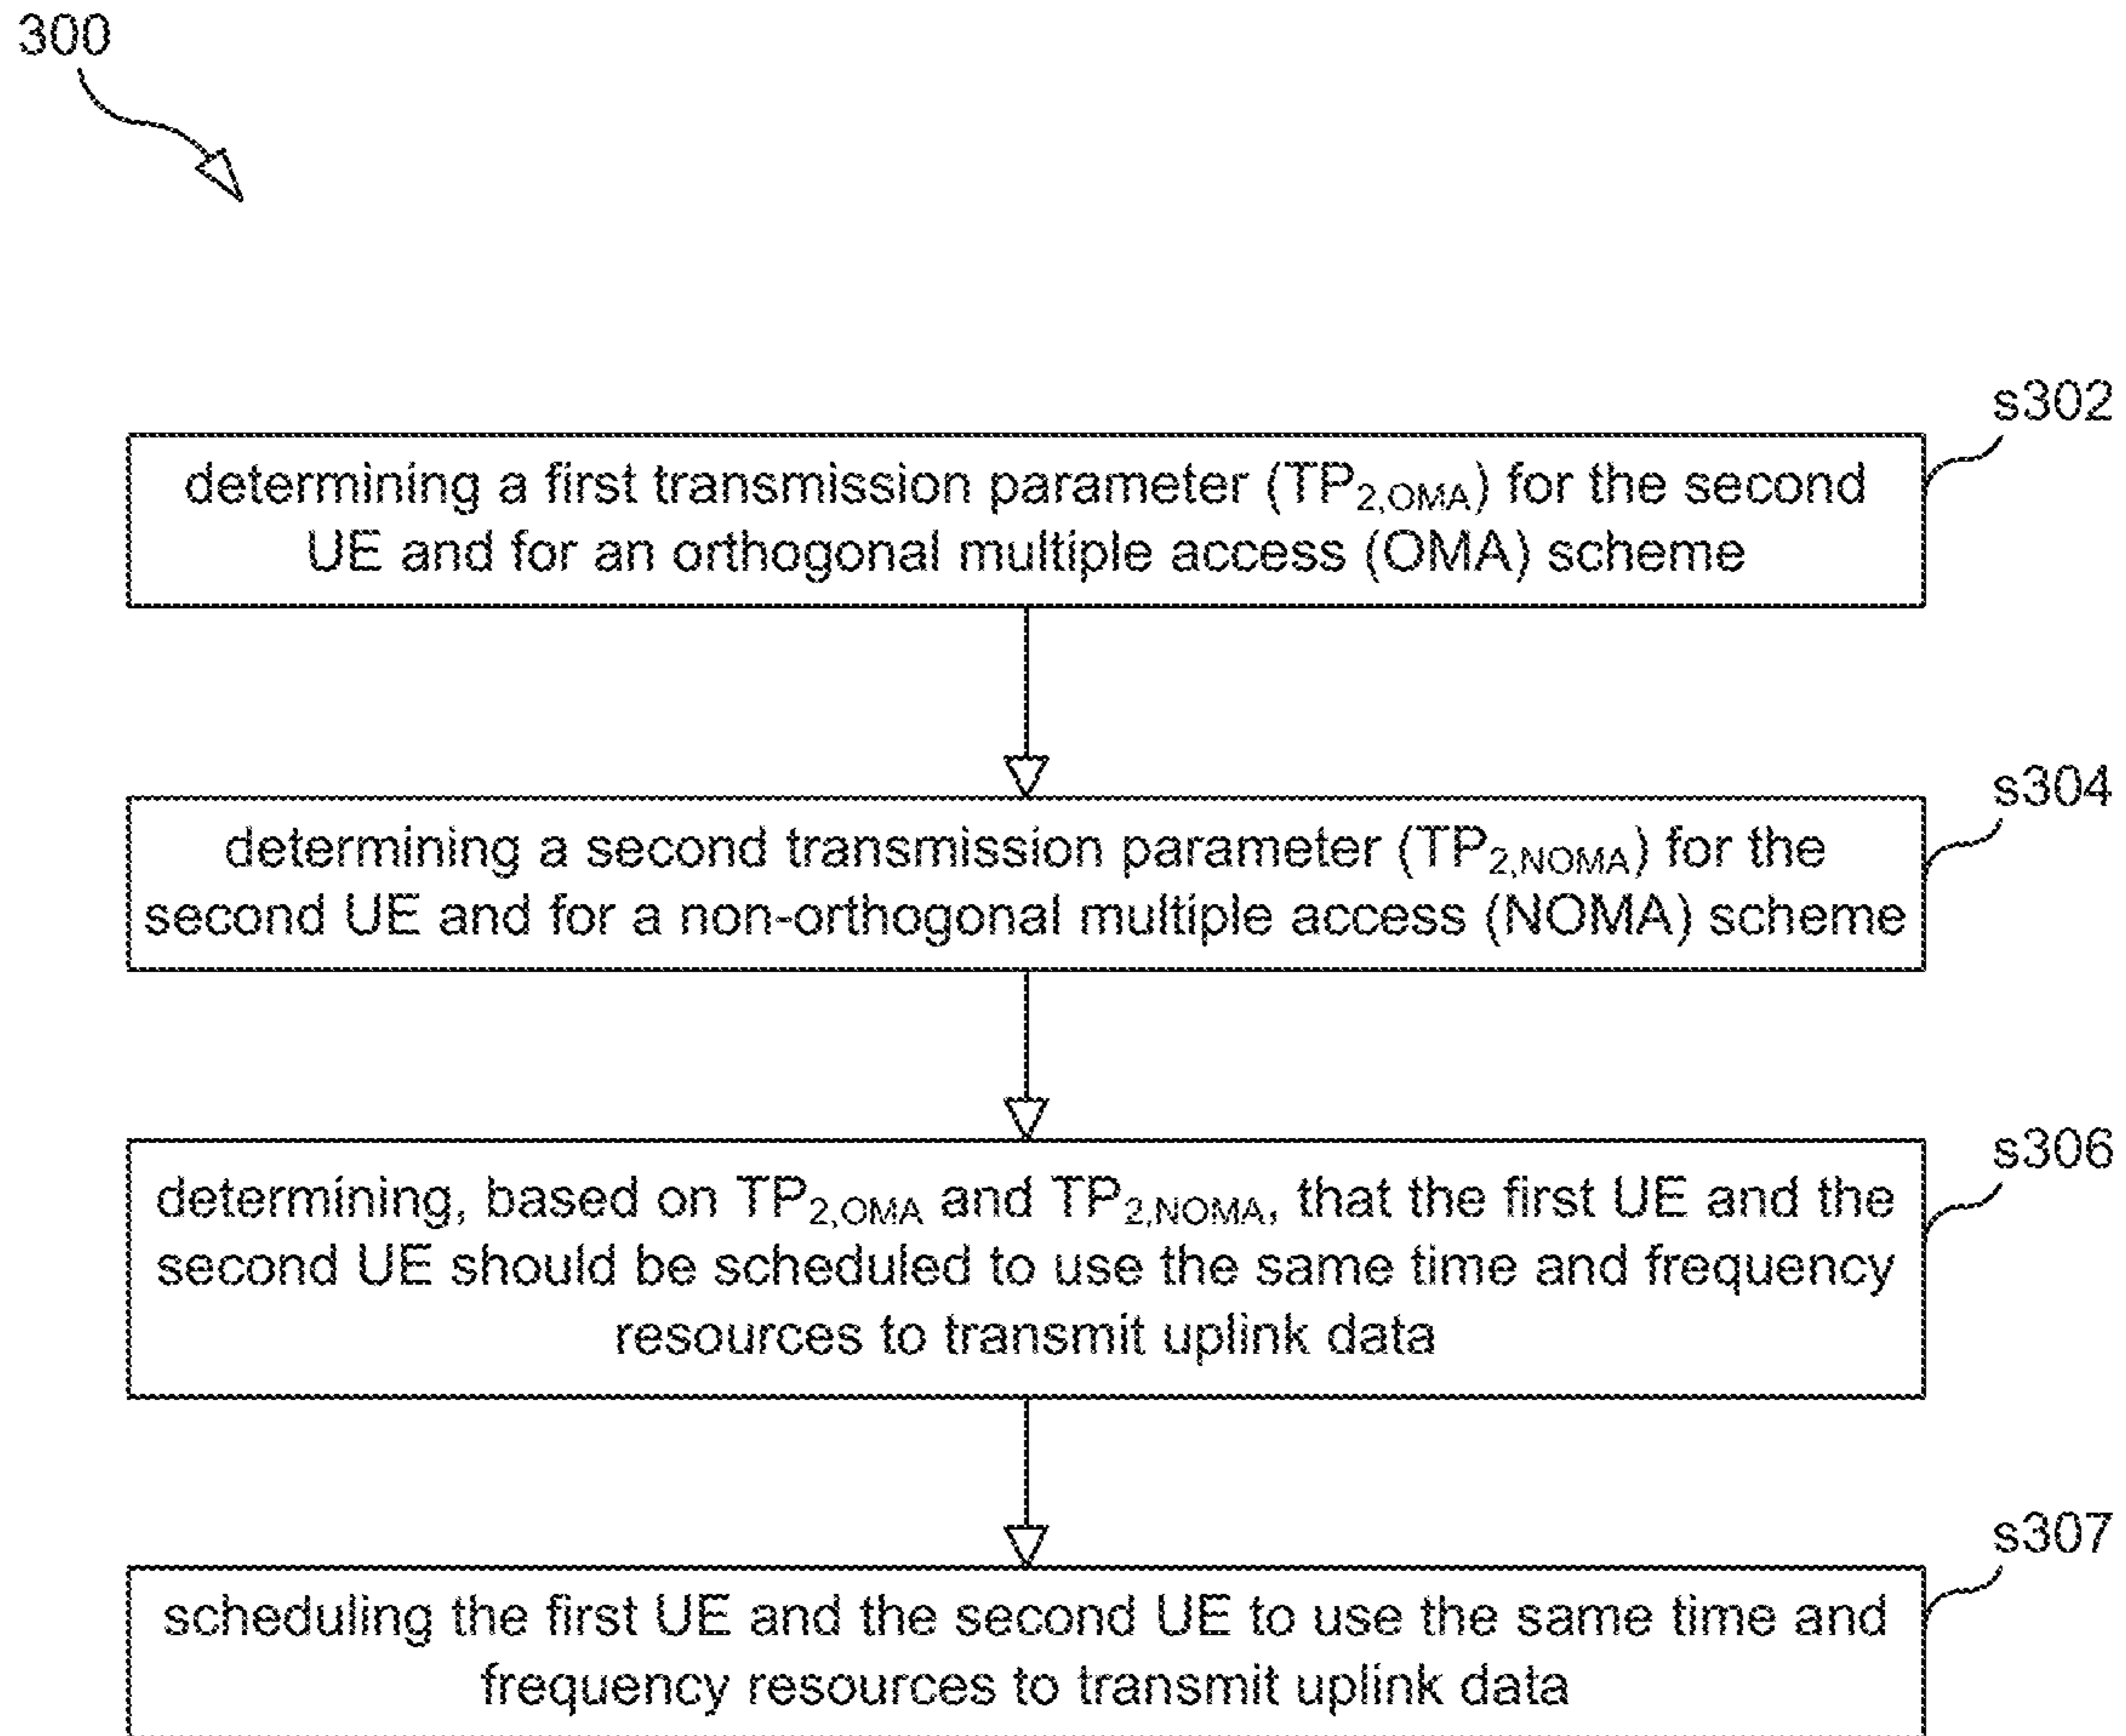 300
s302
determining a first transmission parameter (TP2,OMA) for the second
UE and for an orthogonal multiple access (OMA) scheme
s304
determining a second transmission parameter (TP2,NOMA) for the
second UE and for a non-orthogonal multiple access (NOMA) scheme
s306
determining, based on TP2,OMA and TP2,NOMA, that the first UE and the
second UE should be scheduled to use the same time and frequency
resources to transmit uplink data
s307
scheduling the first UE and the second UE to use the same time and
frequency resources to transmit uplink data